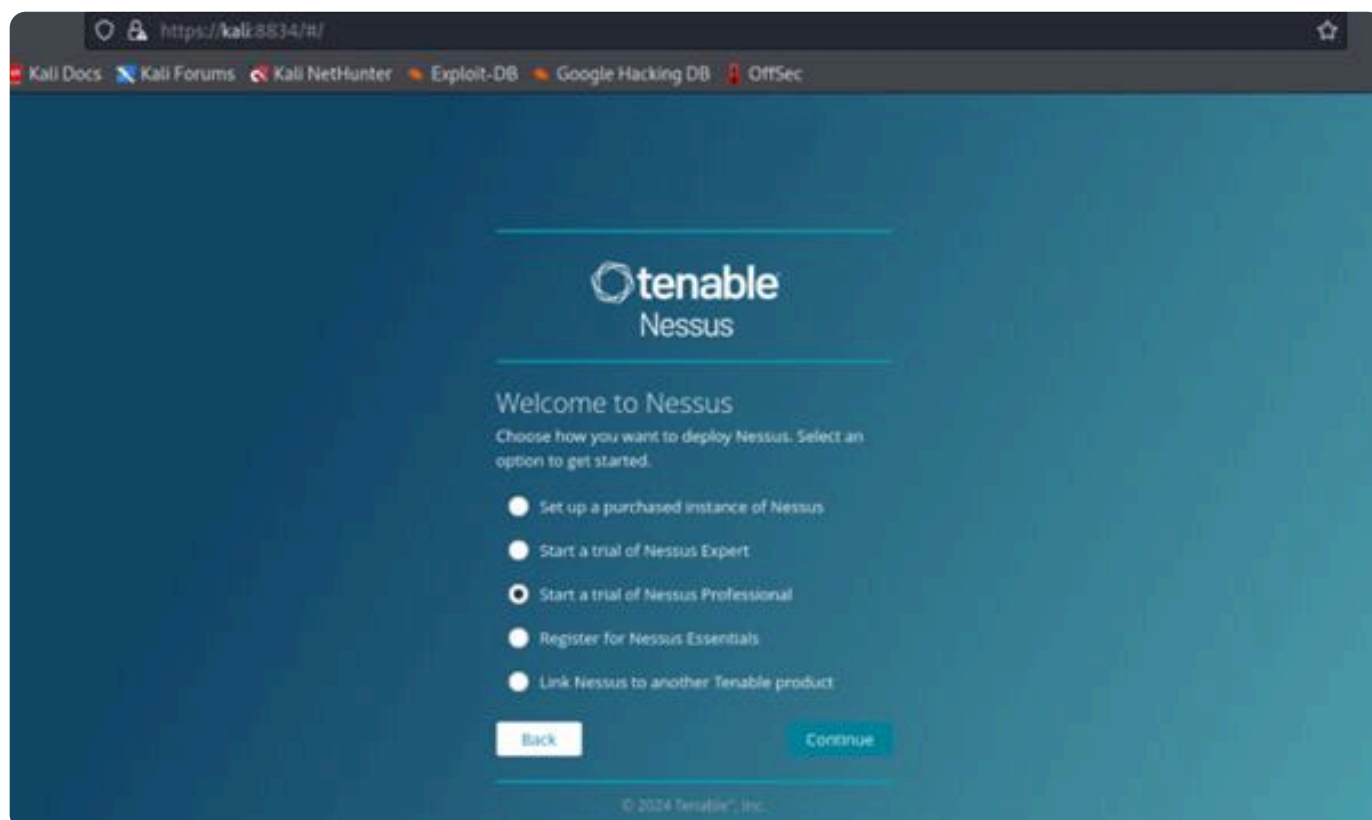 https://kali:8834/#/
Kali Docs Kali Forums Kali NetHunter Exploit-DB Google Hacking DB OffSec
tenable
Nessus
Welcome to Nessus
Choose how you want to deploy Nessus. Select an
option to get started.
Set up a purchased instance of Nessus
Start a trial of Nessus Expert
Start a trial of Nessus Professional
Register for Nessus Essentials
Link Nessus to another Tenable product
Back Continue
© 2024 Tenable®, Inc.